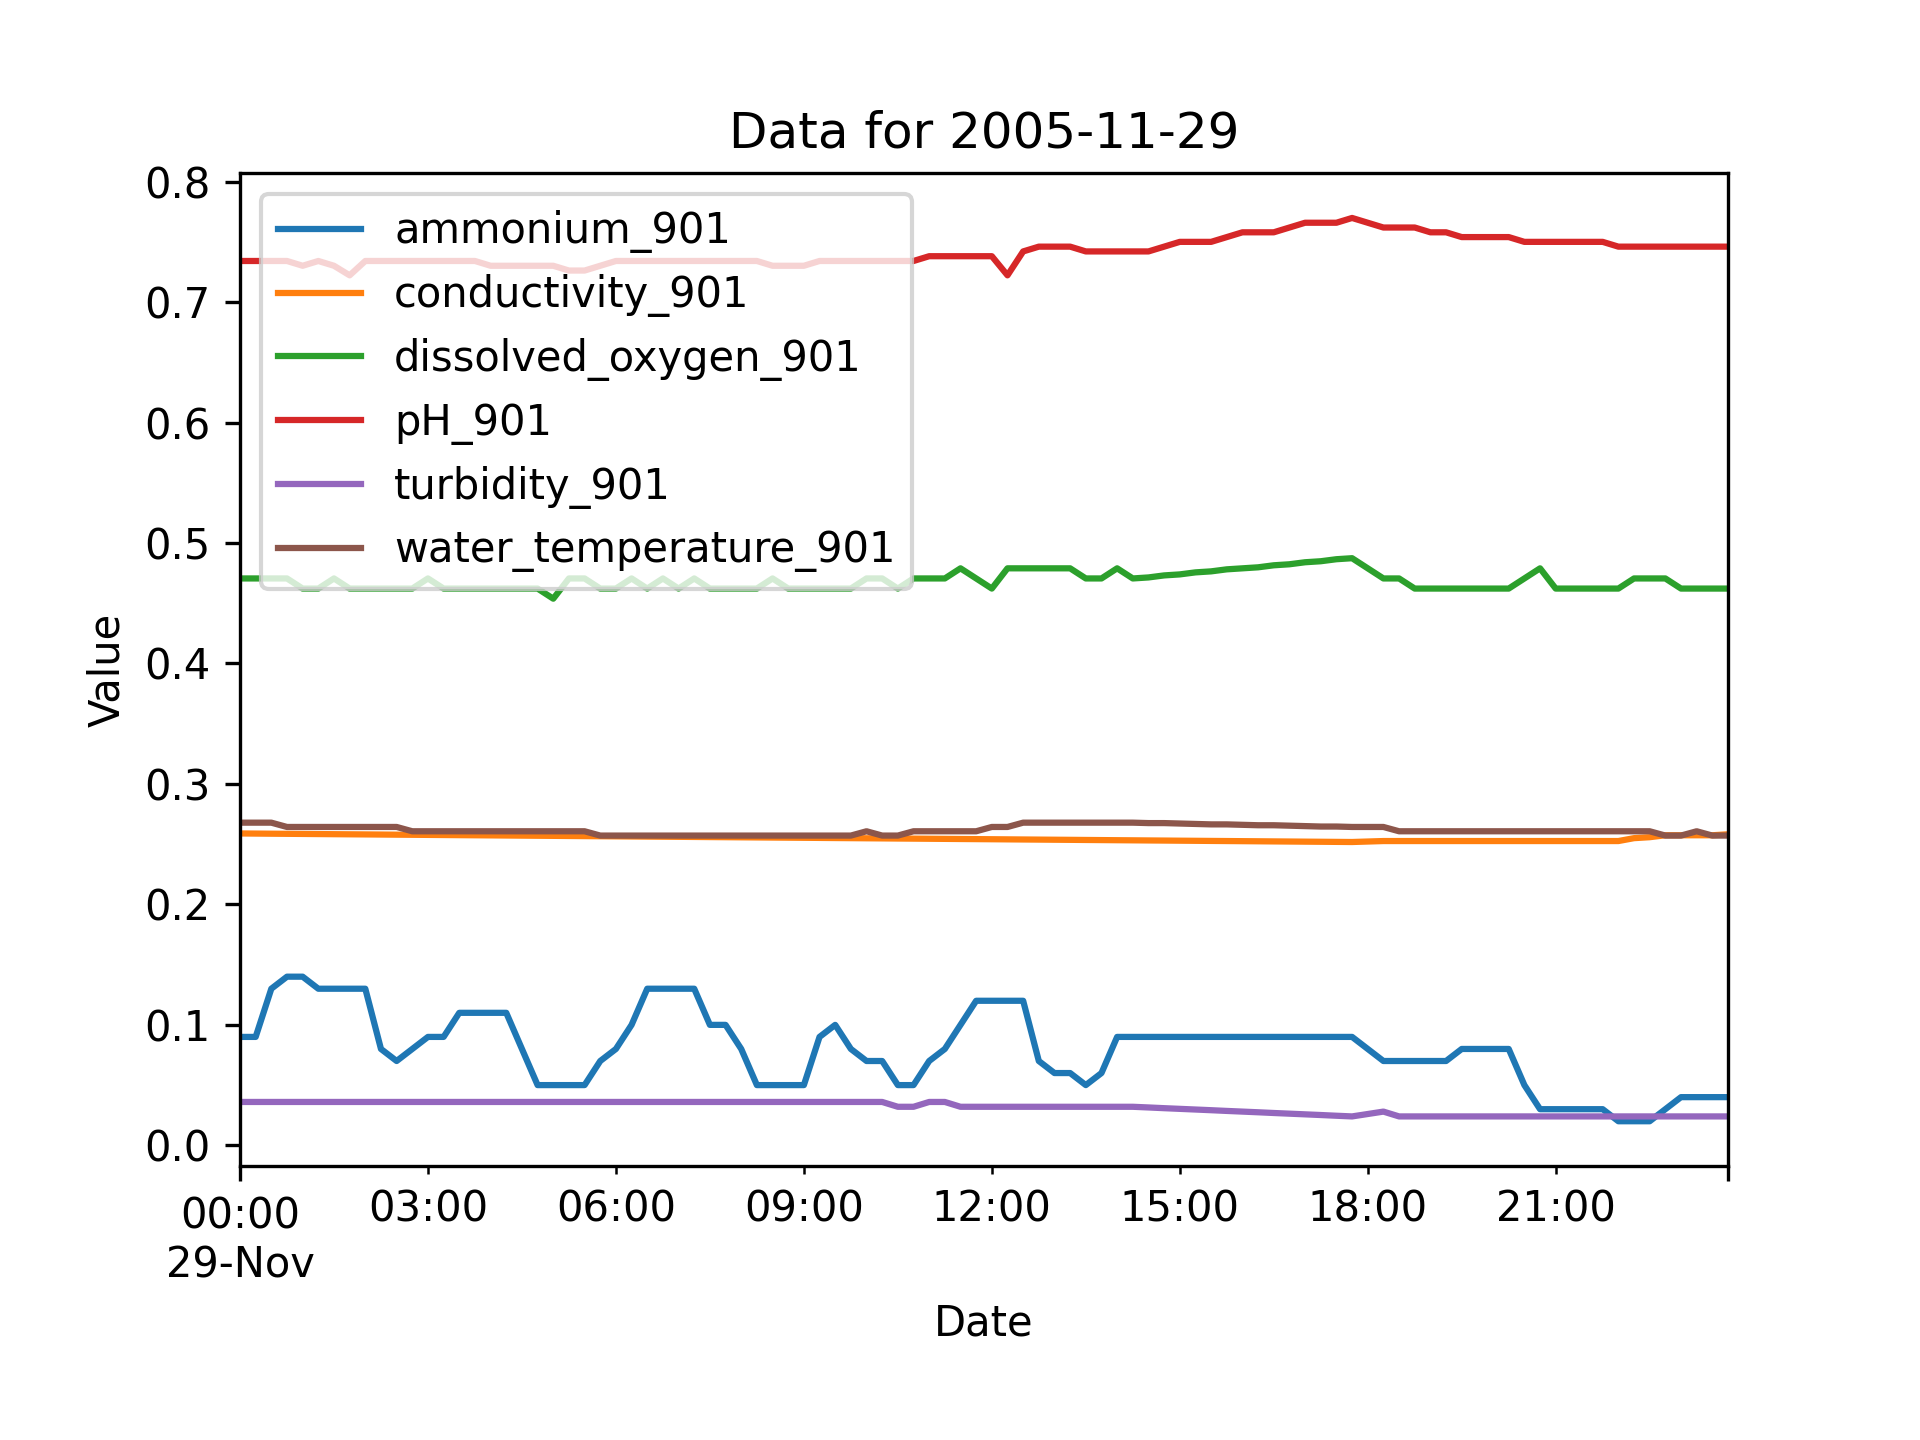 Data for 2005-11-29
0.8
0.7
0.6
0.5
0.4
0.3
0.2
0.1
0.0
Value
ammonium_901
conductivity_901
dissolved_oxygen_901
pH_901
turbidity_901
water_temperature_901
00:00 03:00 06:00 09:00 12:00 15:00 18:00 21:00
29-Nov
Date